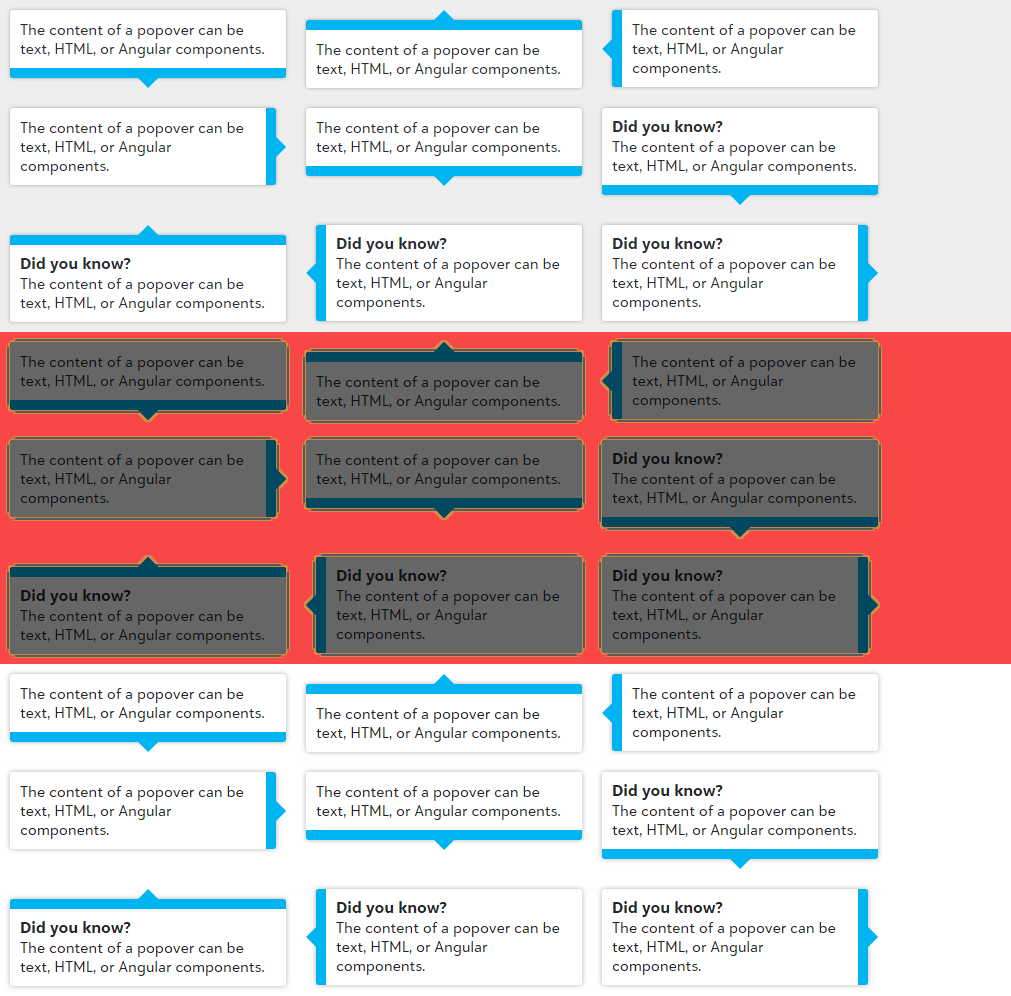 The content of a popover can be
text, HTML, or Angular components.
The content of a popover can be
text, HTML, or Angular components.
The content of a popover can be
text, HTML, or Angular
components.
The content of a popover can be
text, HTML, or Angular
components.
The content of a popover can be
text, HTML, or Angular components.
Did you know?
The content of a popover can be
text, HTML, or Angular components.
Did you know?
The content of a popover can be
text, HTML, or Angular components.
Did you know?
The content of a popover can be
text, HTML, or Angular
components.
Did you know?
The content of a popover can be
text, HTML, or Angular
components.
The content of a popover can be
text, HTML, or Angular components.
The content of a popover can be
text, HTML, or Angular components.
The content of a popover can be
text, HTML, or Angular
components.
The content of a popover can be
text, HTML, or Angular
components.
The content of a popover can be
text, HTML, or Angular components.
Did you know?
The content of a popover can be
text, HTML, or Angular components.
Did you know?
The content of a popover can be
text, HTML, or Angular components.
Did you know?
The content of a popover can be
text, HTML, or Angular
components.
Did you know?
The content of a popover can be
text, HTML, or Angular
components.
The content of a popover can be
text, HTML, or Angular components.
The content of a popover can be
text, HTML, or Angular components.
The content of a popover can be
text, HTML, or Angular
components.
The content of a popover can be
text, HTML, or Angular
components.
The content of a popover can be
text, HTML, or Angular components.
Did you know?
The content of a popover can be
text, HTML, or Angular components.
Did you know?
The content of a popover can be
text, HTML, or Angular components.
Did you know?
The content of a popover can be
text, HTML, or Angular
components.
Did you know?
The content of a popover can be
text, HTML, or Angular
components.